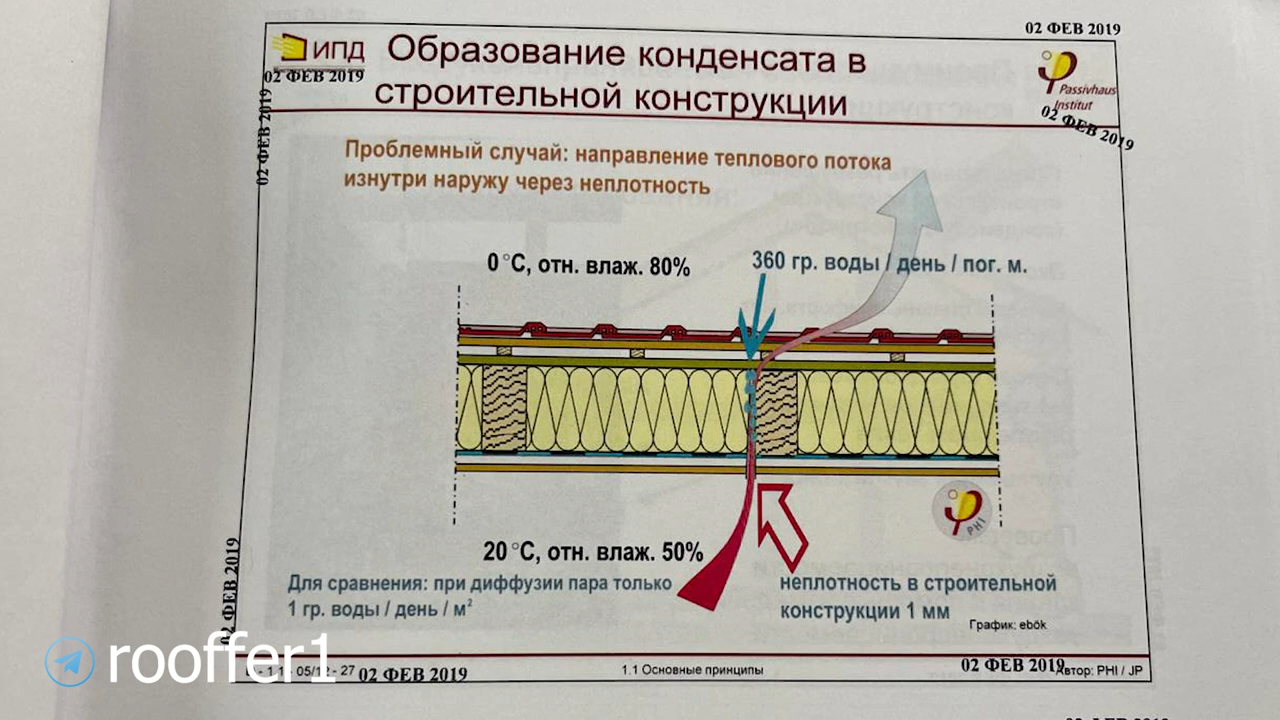 02 ФЕВ 2019
ИПД
Образование конденсата в
строительной конструкции
02 ФЕВ 2019
02 ФЕВ 2019
Passivhaus
Institut
02 ФЕВ 2019
Проблемный случай: направление теплового потока
изнутри наружу через неплотность
0 °C, отн. влаж. 80%
360 гр. воды / день / пог. м.
20 °C, отн. влаж. 50%
PHI
Для сравнения: при диффузии пара только
1 гр. воды / день / м²
неплотность в строительной
конструкции 1 мм
График: ebök
02 ФЕВ 2019
rooffer1
05/12 - 27
02 ФЕВ 2019
1.1 Основные принципы
02 ФЕВ 2019
Автор: PHI / JP